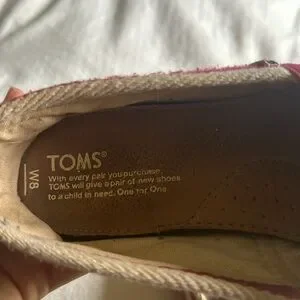 TOMS®
With every pair you purchase,
TOMS will give a pair of new shoes
to a child in need. One for One
W8